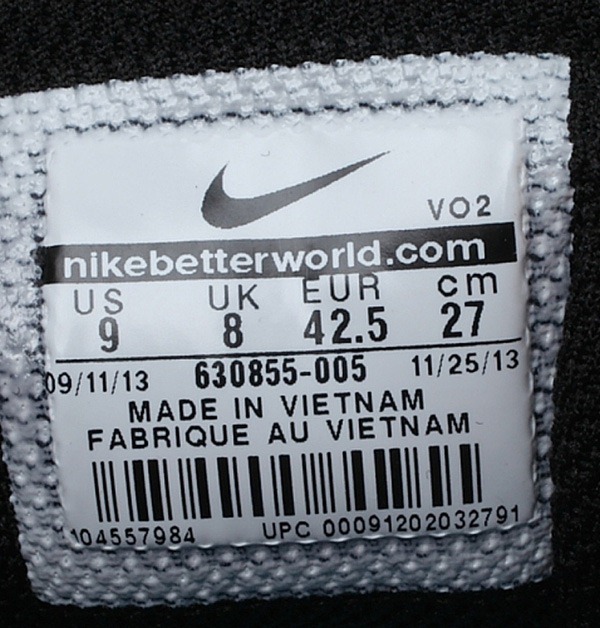 VO2
nikebetterworld.com
US UK EUR cm
9 8 42.5 27
09/11/13 630855-005 11/25/13
MADE IN VIETNAM
FABRIQUE AU VIETNAM
104557984 UPC 00091202032791